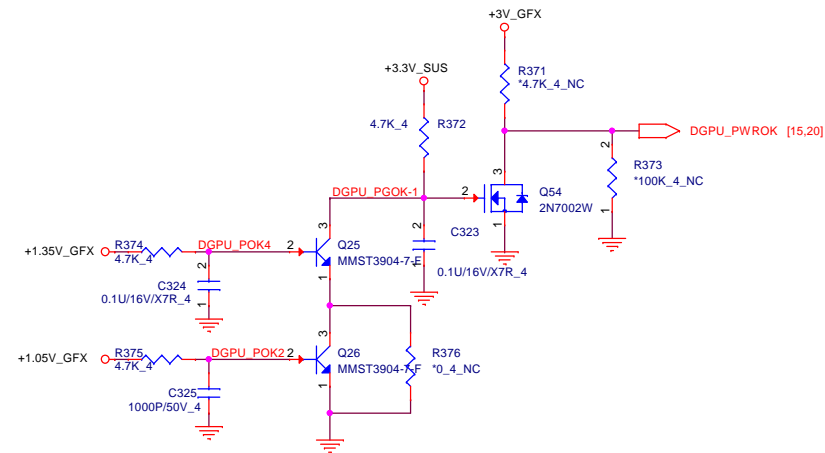 +3V_GFX
R371
*4.7K_4_NC
+3.3V_SUS
4.7K_4
R372
DGPU_PWROK [15,20]
2
R373
*100K_4_NC
1
3
DGPU_PGOK-1
2
Q54
2N7002W
1
2
C323
1
0.1U/16V/X7R_4
3
+1.35V_GFX
R374
4.7K_4
DGPU_POK4
2
Q25
MMST3904-7-F
1
2
C324
0.1U/16V/X7R_4
1
3
+1.05V_GFX
R375
4.7K_4
DGPU_POK2
2
Q26
MMST3904-7-F
1
R376
*0_4_NC
C325
1000P/50V_4